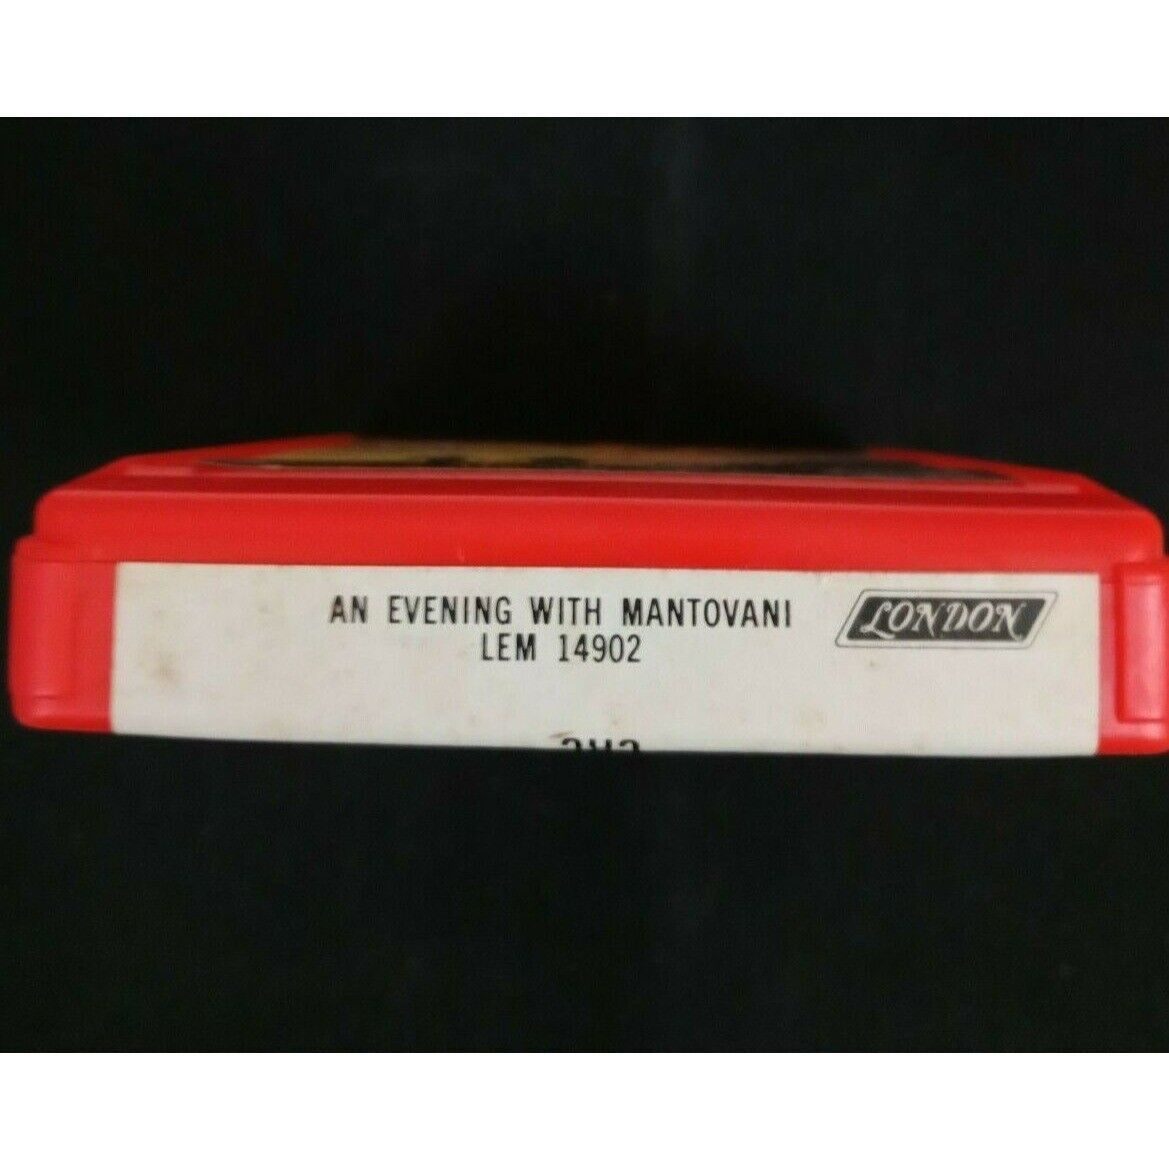 AN EVENING WITH MANTOVANI
LEM 14902
LONDON